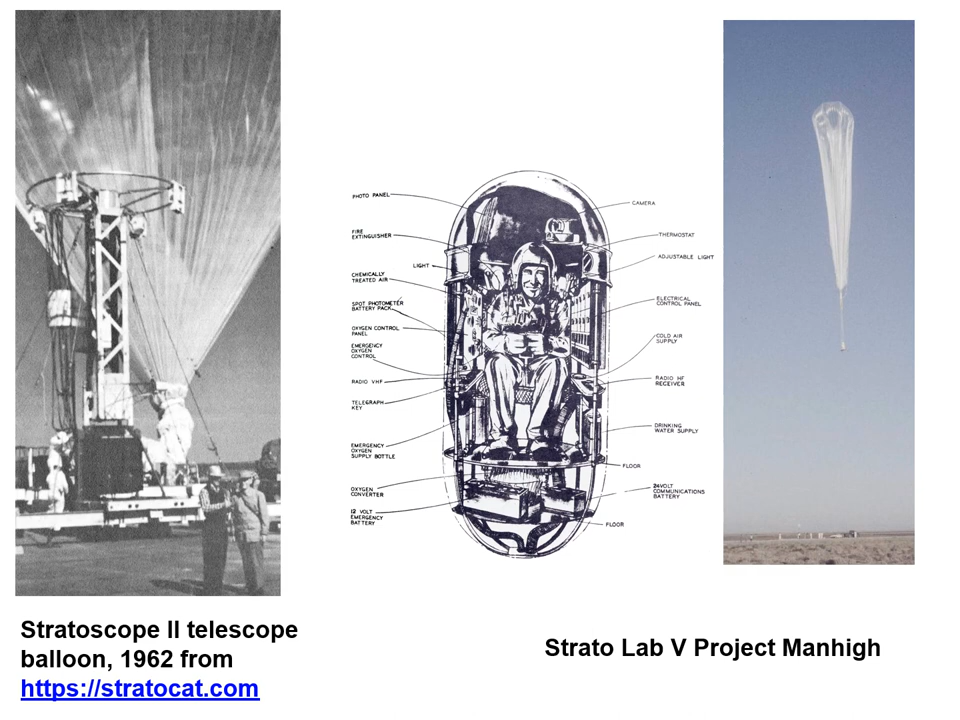 PHOTO PANEL
FIRE
EXTINGUISHER
LIGHT
CHEMICALLY
TREATED AIR
SPOT PHOTOMETER
BATTERY PACK
OXYGEN CONTROL
PANEL
EMERGENCY
OXYGEN
CONTROL
RADIO VHF
TELEGRAPH
KEY
EMERGENCY
OXYGEN
SUPPLY BOTTLE
OXYGEN
CONVERTER
12 VOLT
EMERGENCY
BATTERY
CAMERA
THERMOSTAT
ADJUSTABLE LIGHT
ELECTRICAL
CONTROL PANEL
COLD AIR
SUPPLY
RADIO HF
RECEIVER
DRINKING
WATER SUPPLY
FLOOR
24VOLT
COMMUNICATIONS
BATTERY
FLOOR
Stratoscope II telescope
balloon, 1962 from
https://stratocat.com
Strato Lab V Project Manhigh